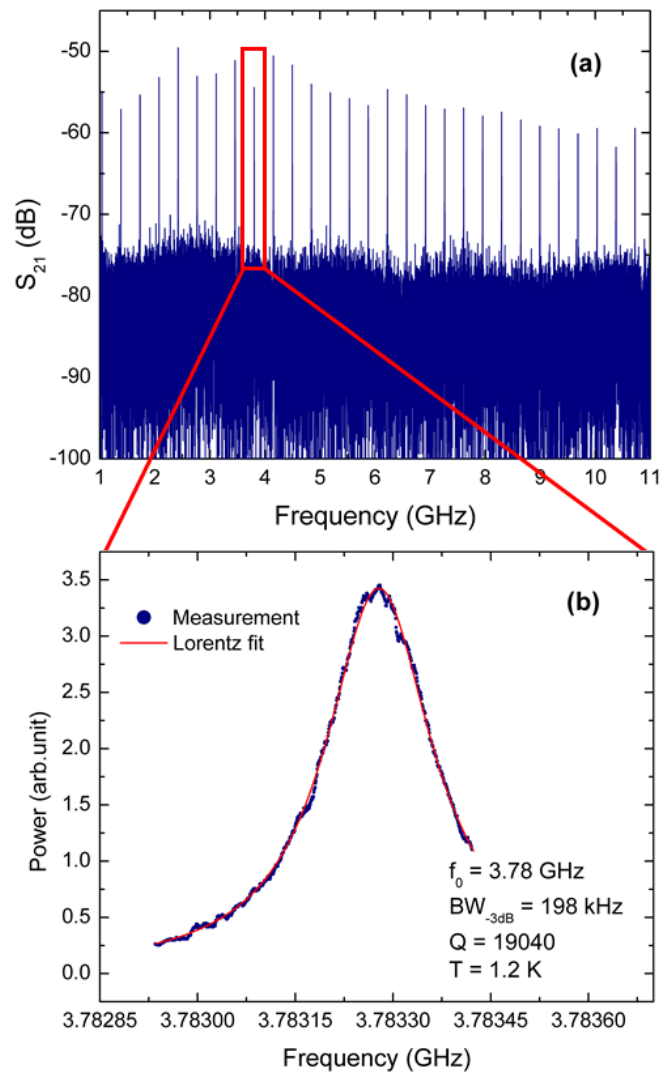 (a)
S21 (dB)
-50
-60
-70
-80
-90
-100
1 2 3 4 5 6 7 8 9 10 11
Frequency (GHz)
(b)
Measurement
Lorentz fit
Power (arb.unit)
3.5
3.0
2.5
2.0
1.5
1.0
0.5
0.0
f0 = 3.78 GHz
BW-3dB = 198 kHz
Q = 19040
T = 1.2 K
3.78285 3.78300 3.78315 3.78330 3.78345 3.78360
Frequency (GHz)